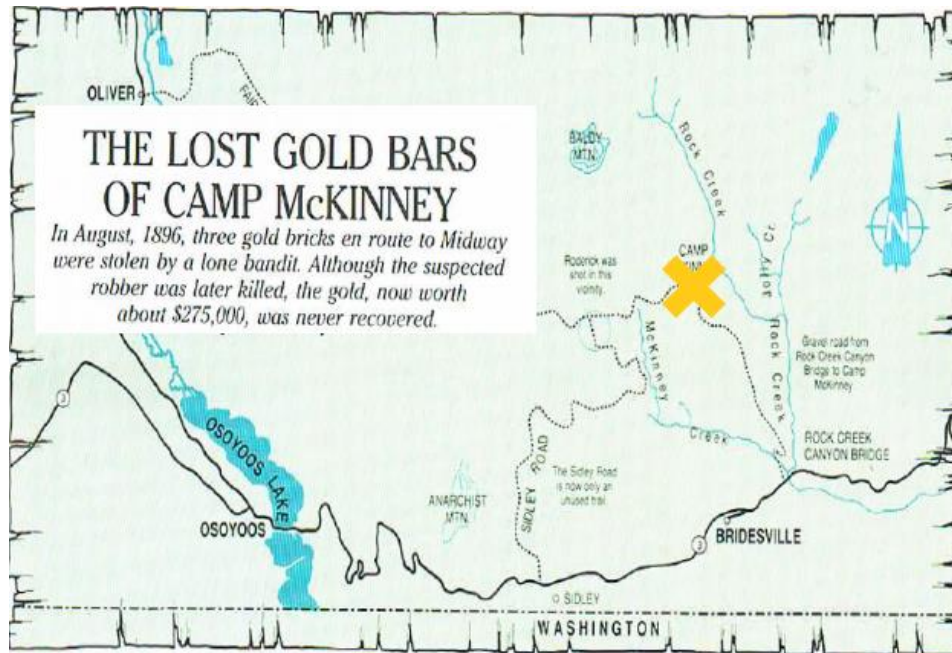 OLIVER
THE LOST GOLD BARS
OF CAMP McKINNEY
In August, 1896, three gold bricks en route to Midway
were stolen by a lone bandit. Although the suspected
robber was later killed, the gold, now worth
about $275,000, was never recovered.
BALDY
MTN.
Rock Creek
CAMP
Roderick was
shot in this
vicinity.
N
Rock Creek
McKinney
Creek
Gravel road from
Rock Creek Canyon
Bridge to Camp
McKinney
3
OSOYOOS LAKE
SIDLEY ROAD
The Sidley Road
is now only an
unused trail.
ROCK CREEK
CANYON BRIDGE
ANARCHIST
MTN.
OSOYOOS
3
BRIDESVILLE
SIDLEY
WASHINGTON